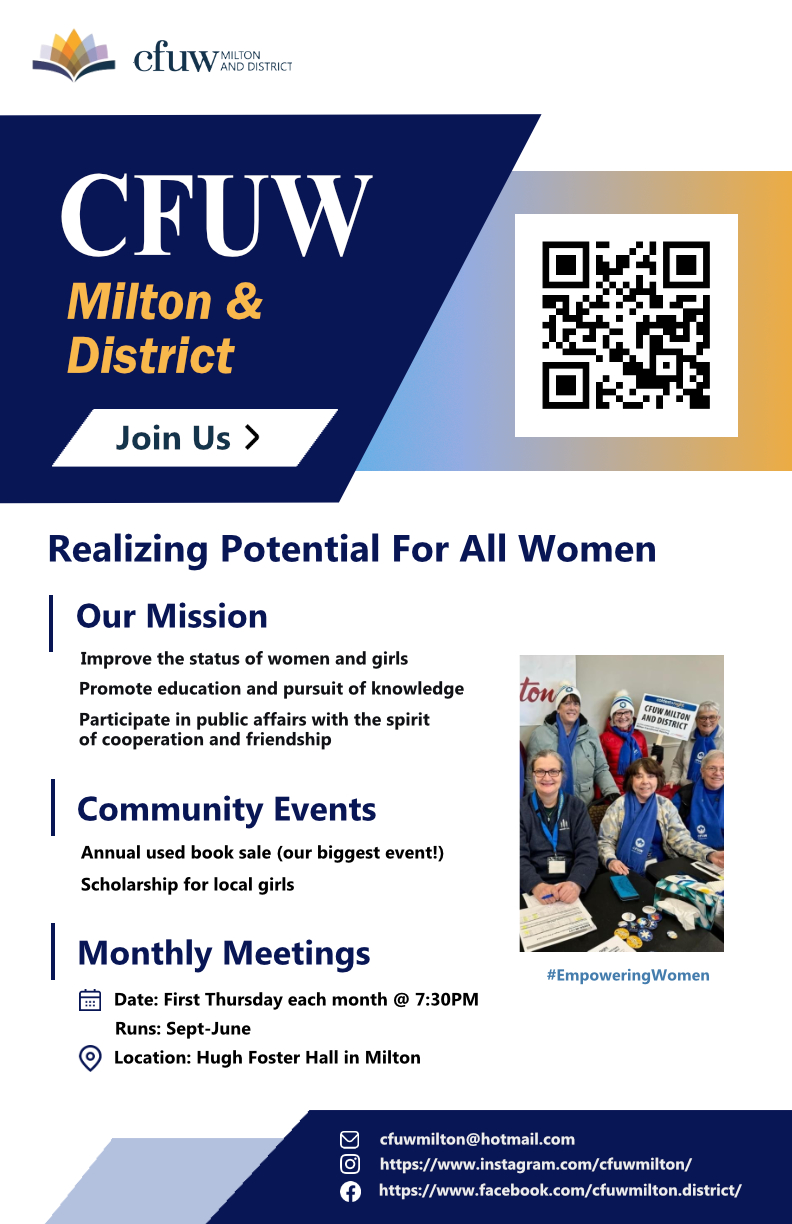 cfuw MILTON
AND DISTRICT
CFUW
Milton &
District
Join Us
Realizing Potential For All Women
Our Mission
Improve the status of women and girls
Promote education and pursuit of knowledge
Participate in public affairs with the spirit
of cooperation and friendship
ton
CFUW MILTON
AND DISTRICT
Community Events
Annual used book sale (our biggest event!)
Scholarship for local girls
Monthly Meetings
#EmpoweringWomen
Date: First Thursday each month @ 7:30PM
Runs: Sept-June
Location: Hugh Foster Hall in Milton
cfuwmilton@hotmail.com
https://www.instagram.com/cfuwmilton/
https://www.facebook.com/cfuwmilton.district/